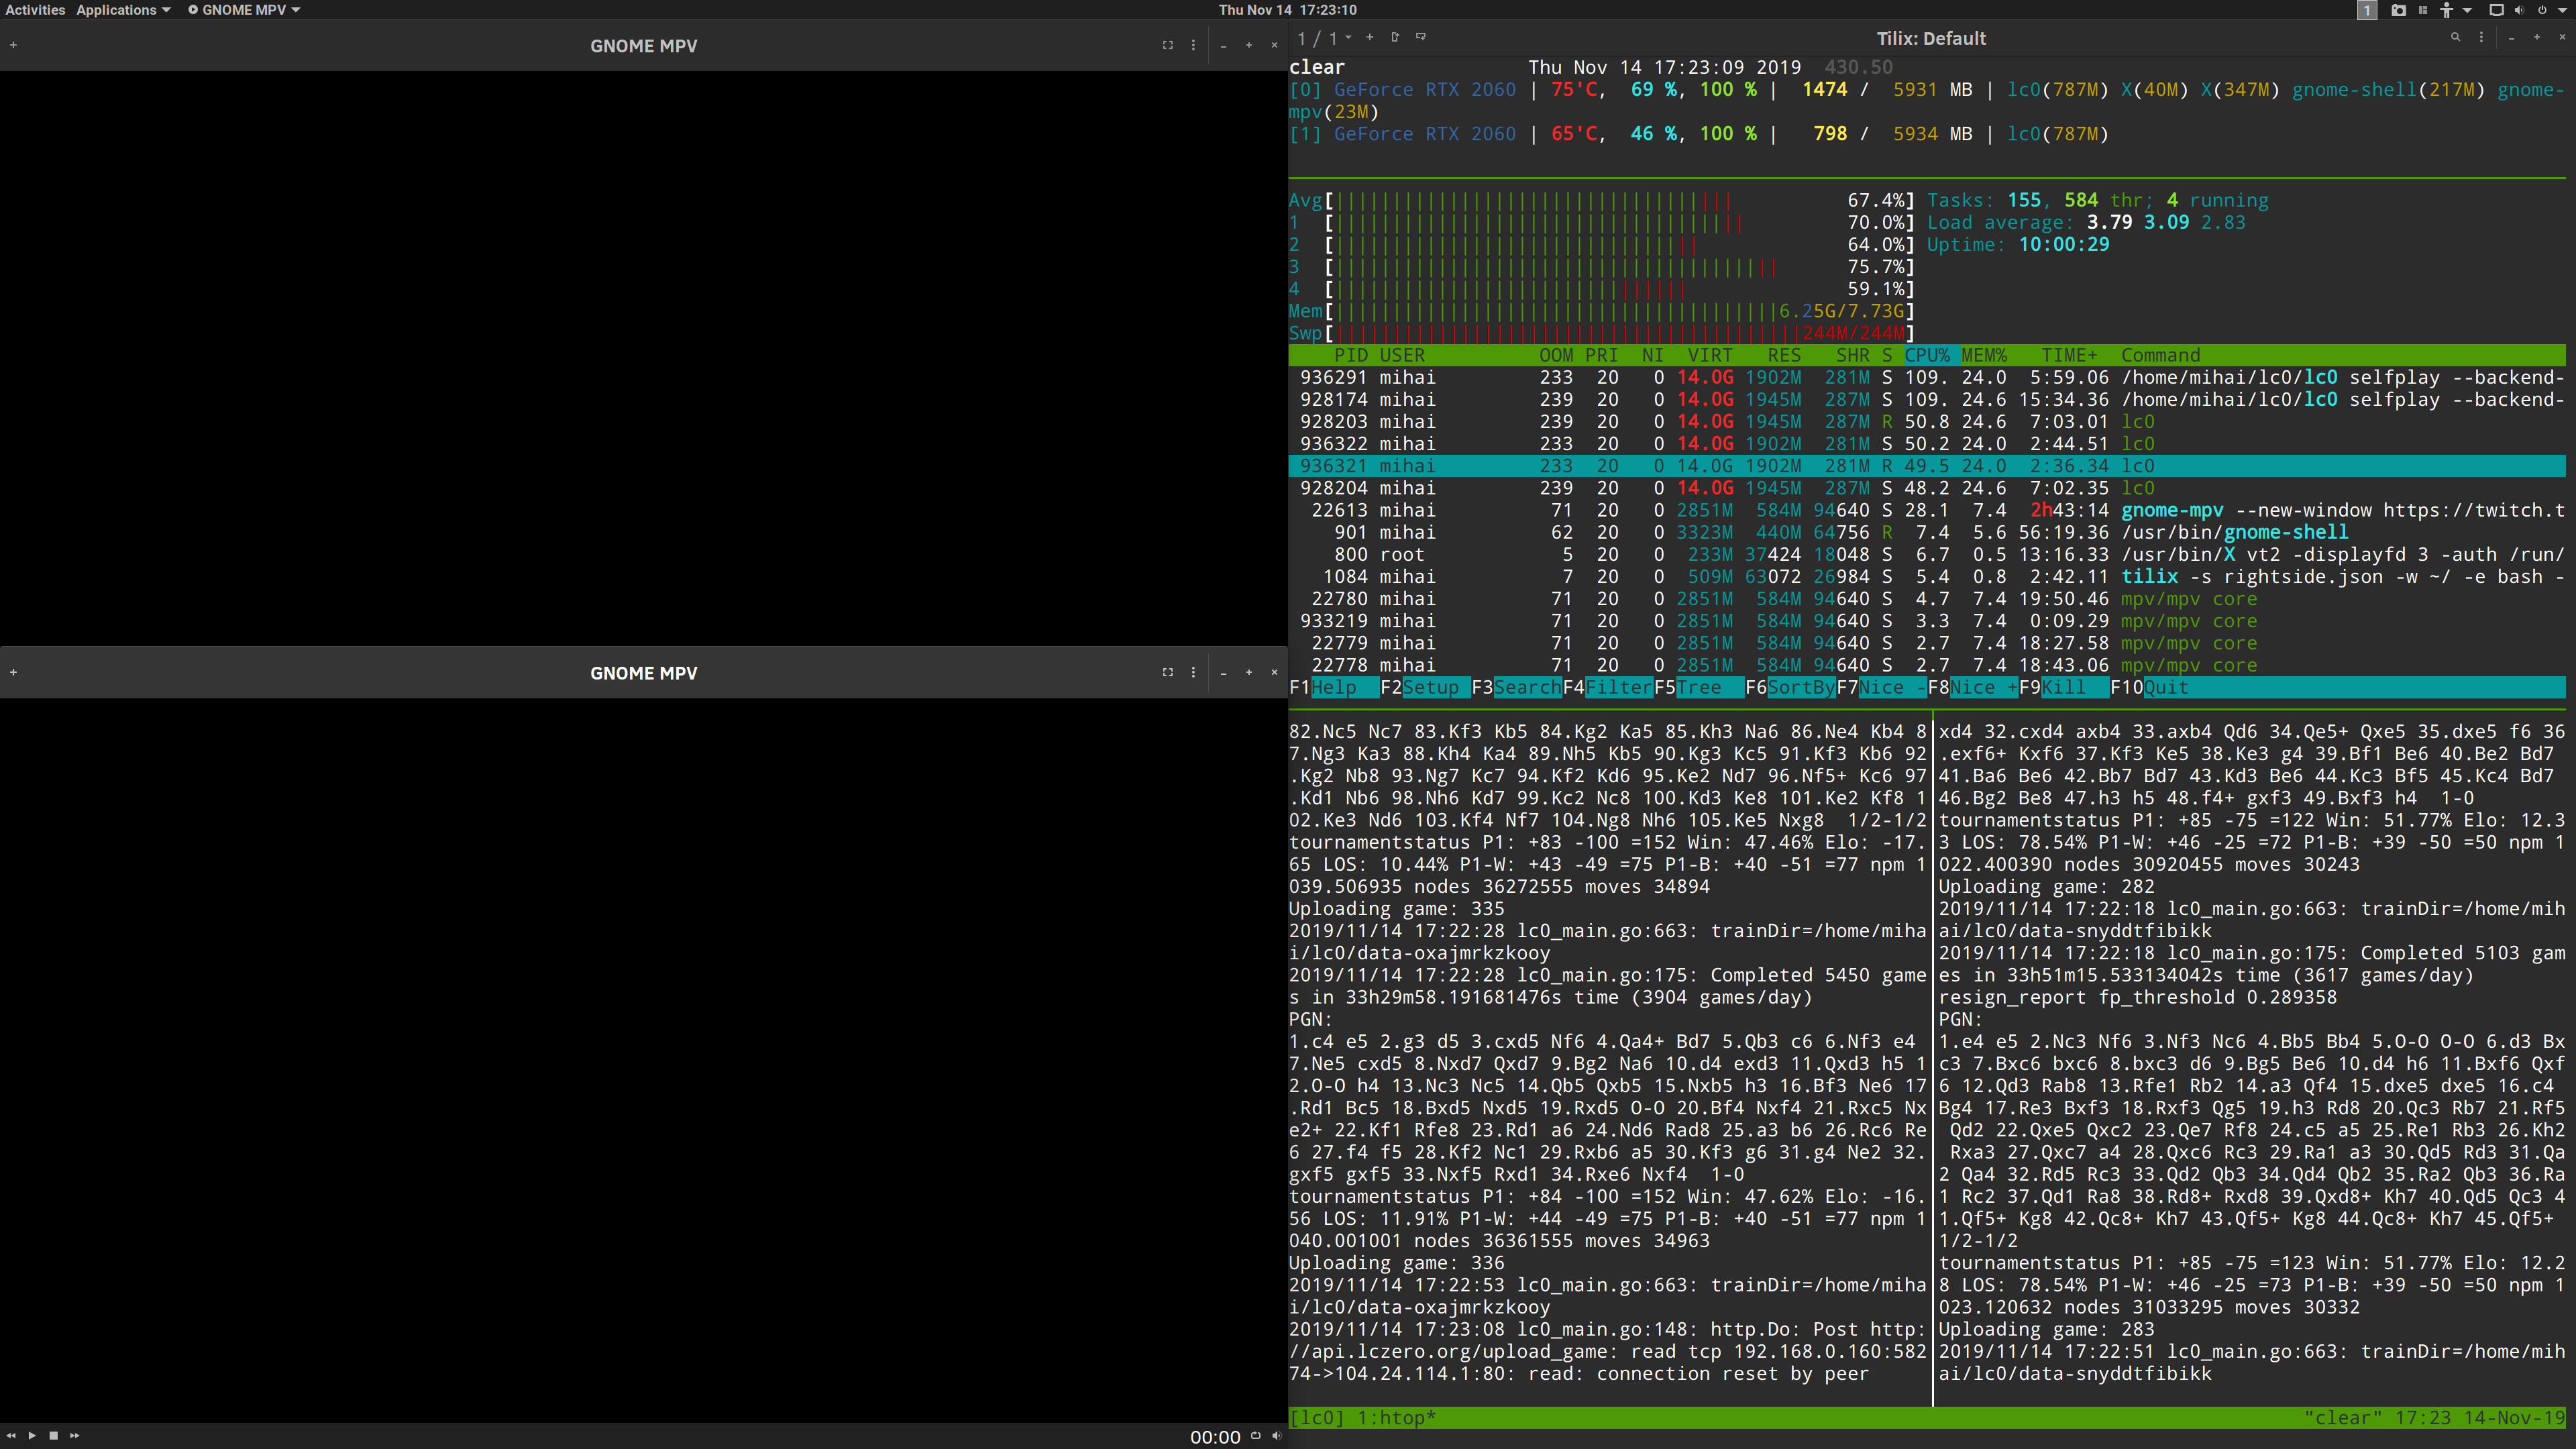 Activities Applications GNOME MPV Thu Nov 14 17:23:10 1
GNOME MPV
GNOME MPV
00:00
1 / 1 Tilix: Default
clear Thu Nov 14 17:23:09 2019 430.50
[0] GeForce RTX 2060 | 75'C, 69 %, 100 % | 1474 / 5931 MB | lc0(787M) X(40M) X(347M) gnome-shell(217M) gnome-
mpv(23M)
[1] GeForce RTX 2060 | 65'C, 46 %, 100 % | 798 / 5934 MB | lc0(787M)
Avg[ 67.4%] Tasks: 155, 584 thr; 4 running
1 [ 70.0%] Load average: 3.79 3.09 2.83
2 [ 64.0%] Uptime: 10:00:29
3 [ 75.7%]
4 [ 59.1%]
Mem[ 6.25G/7.73G]
Swp[ 244M/244M]
PID USER OOM PRI NI VIRT RES SHR S CPU% MEM% TIME+ Command
936291 mihai 233 20 0 14.0G 1902M 281M S 109. 24.0 5:59.06 /home/mihai/lc0/lc0 selfplay --backend-
928174 mihai 239 20 0 14.0G 1945M 287M S 109. 24.6 15:34.36 /home/mihai/lc0/lc0 selfplay --backend-
928203 mihai 239 20 0 14.0G 1945M 287M R 50.8 24.6 7:03.01 lc0
936322 mihai 233 20 0 14.0G 1902M 281M S 50.2 24.0 2:44.51 lc0
936321 mihai 233 20 0 14.0G 1902M 281M R 49.5 24.0 2:36.34 lc0
928204 mihai 239 20 0 14.0G 1945M 287M S 48.2 24.6 7:02.35 lc0
22613 mihai 71 20 0 2851M 584M 94640 S 28.1 7.4 2h43:14 gnome-mpv --new-window https://twitch.t
901 mihai 62 20 0 3323M 440M 64756 R 7.4 5.6 56:19.36 /usr/bin/gnome-shell
800 root 5 20 0 233M 37424 18048 S 6.7 0.5 13:16.33 /usr/bin/X vt2 -displayfd 3 -auth /run/
1084 mihai 7 20 0 509M 63072 26984 S 5.4 0.8 2:42.11 tilix -s rightside.json -w ~/ -e bash -
22780 mihai 71 20 0 2851M 584M 94640 S 4.7 7.4 19:50.46 mpv/mpv core
933219 mihai 71 20 0 2851M 584M 94640 S 3.3 7.4 0:09.29 mpv/mpv core
22779 mihai 71 20 0 2851M 584M 94640 S 2.7 7.4 18:27.58 mpv/mpv core
22778 mihai 71 20 0 2851M 584M 94640 S 2.7 7.4 18:43.06 mpv/mpv core
F1Help F2Setup F3SearchF4FilterF5Tree F6SortByF7Nice -F8Nice +F9Kill F10Quit
82.Nc5 Nc7 83.Kf3 Kb5 84.Kg2 Ka5 85.Kh3 Na6 86.Ne4 Kb4 8
7.Ng3 Ka3 88.Kh4 Ka4 89.Nh5 Kb5 90.Kg3 Kc5 91.Kf3 Kb6 92
.Kg2 Nb8 93.Ng7 Kc7 94.Kf2 Kd6 95.Ke2 Nd7 96.Nf5+ Kc6 97
.Kd1 Nb6 98.Nh6 Kd7 99.Kc2 Nc8 100.Kd3 Ke8 101.Ke2 Kf8 1
02.Ke3 Nd6 103.Kf4 Nf7 104.Ng8 Nh6 105.Ke5 Nxg8 1/2-1/2
tournamentstatus P1: +83 -100 =152 Win: 47.46% Elo: -17.
65 LOS: 10.44% P1-W: +43 -49 =75 P1-B: +40 -51 =77 npm 1
039.506935 nodes 36272555 moves 34894
Uploading game: 335
2019/11/14 17:22:28 lc0_main.go:663: trainDir=/home/miha
i/lc0/data-oxajmrkzkooy
2019/11/14 17:22:28 lc0_main.go:175: Completed 5450 game
s in 33h29m58.191681476s time (3904 games/day)
PGN:
1.c4 e5 2.g3 d5 3.cxd5 Nf6 4.Qa4+ Bd7 5.Qb3 c6 6.Nf3 e4
7.Ne5 cxd5 8.Nxd7 Qxd7 9.Bg2 Na6 10.d4 exd3 11.Qxd3 h5 1
2.O-O h4 13.Nc3 Nc5 14.Qb5 Qxb5 15.Nxb5 h3 16.Bf3 Ne6 17
.Rd1 Bc5 18.Bxd5 Nxd5 19.Rxd5 O-O 20.Bf4 Nxf4 21.Rxc5 Nx
e2+ 22.Kf1 Rfe8 23.Rd1 a6 24.Nd6 Rad8 25.a3 b6 26.Rc6 Re
6 27.f4 f5 28.Kf2 Nc1 29.Rxb6 a5 30.Kf3 g6 31.g4 Ne2 32.
gxf5 gxf5 33.Nxf5 Rxd1 34.Rxe6 Nxf4 1-0
tournamentstatus P1: +84 -100 =152 Win: 47.62% Elo: -16.
56 LOS: 11.91% P1-W: +44 -49 =75 P1-B: +40 -51 =77 npm 1
040.001001 nodes 36361555 moves 34963
Uploading game: 336
2019/11/14 17:22:53 lc0_main.go:663: trainDir=/home/miha
i/lc0/data-oxajmrkzkooy
2019/11/14 17:23:08 lc0_main.go:148: http.Do: Post http:
//api.lczero.org/upload_game: read tcp 192.168.0.160:582
74->104.24.114.1:80: read: connection reset by peer
xd4 32.cxd4 axb4 33.axb4 Qd6 34.Qe5+ Qxe5 35.dxe5 f6 36
.exf6+ Kxf6 37.Kf3 Ke5 38.Ke3 g4 39.Bf1 Be6 40.Be2 Bd7
41.Ba6 Be6 42.Bb7 Bd7 43.Kd3 Be6 44.Kc3 Bf5 45.Kc4 Bd7
46.Bg2 Be8 47.h3 h5 48.f4+ gxf3 49.Bxf3 h4 1-0
tournamentstatus P1: +85 -75 =122 Win: 51.77% Elo: 12.3
3 LOS: 78.54% P1-W: +46 -25 =72 P1-B: +39 -50 =50 npm 1
022.400390 nodes 30920455 moves 30243
Uploading game: 282
2019/11/14 17:22:18 lc0_main.go:663: trainDir=/home/mih
ai/lc0/data-snyddtfibikk
2019/11/14 17:22:18 lc0_main.go:175: Completed 5103 gam
es in 33h51m15.533134042s time (3617 games/day)
resign_report fp_threshold 0.289358
PGN:
1.e4 e5 2.Nc3 Nf6 3.Nf3 Nc6 4.Bb5 Bb4 5.O-O O-O 6.d3 Bx
c3 7.Bxc6 bxc6 8.bxc3 d6 9.Bg5 Be6 10.d4 h6 11.Bxf6 Qxf
6 12.Qd3 Rab8 13.Rfe1 Rb2 14.a3 Qf4 15.dxe5 dxe5 16.c4
Bg4 17.Re3 Bxf3 18.Rxf3 Qg5 19.h3 Rd8 20.Qc3 Rb7 21.Rf5
Qd2 22.Qxe5 Qxc2 23.Qe7 Rf8 24.c5 a5 25.Re1 Rb3 26.Kh2
Rxa3 27.Qxc7 a4 28.Qxc6 Rc3 29.Ra1 a3 30.Qd5 Rd3 31.Qa
2 Qa4 32.Rd5 Rc3 33.Qd2 Qb3 34.Qd4 Qb2 35.Ra2 Qb3 36.Ra
1 Rc2 37.Qd1 Ra8 38.Rd8+ Rxd8 39.Qxd8+ Kh7 40.Qd5 Qc3 4
1.Qf5+ Kg8 42.Qc8+ Kh7 43.Qf5+ Kg8 44.Qc8+ Kh7 45.Qf5+
1/2-1/2
tournamentstatus P1: +85 -75 =123 Win: 51.77% Elo: 12.2
8 LOS: 78.54% P1-W: +46 -25 =73 P1-B: +39 -50 =50 npm 1
023.120632 nodes 31033295 moves 30332
Uploading game: 283
2019/11/14 17:22:51 lc0_main.go:663: trainDir=/home/mih
ai/lc0/data-snyddtfibikk
[lc0] 1:htop* "clear" 17:23 14-Nov-19